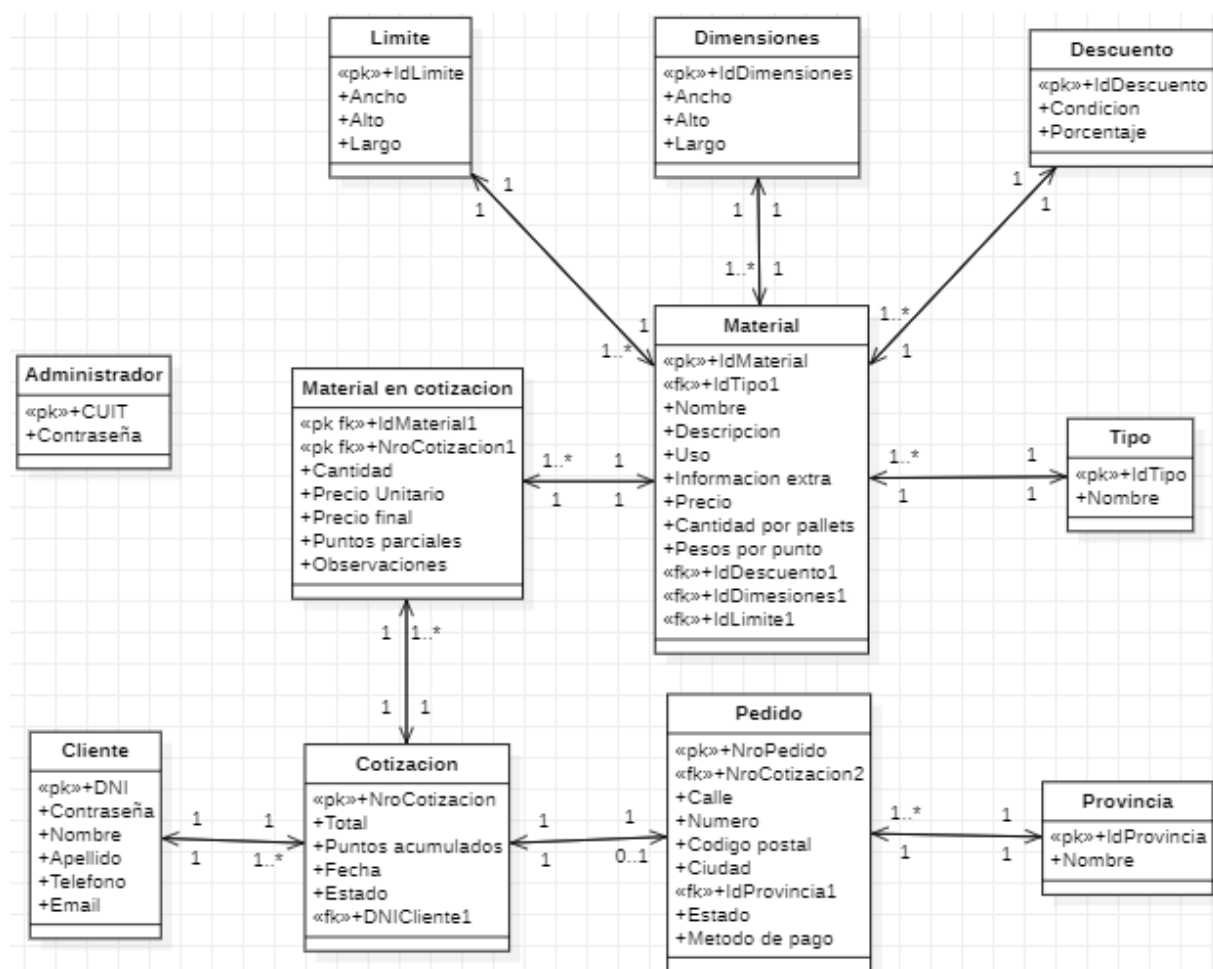 Limite
«pk»+IdLimite
+Ancho
+Alto
+Largo
Dimensiones
«pk»+IdDimensiones
+Ancho
+Alto
+Largo
Descuento
«pk»+IdDescuento
+Condicion
+Porcentaje
1
1
1
1..*
1 1
1..* 1
1
1
1..*
1
Administrador
«pk»+CUIT
+Contraseña
Material en cotizacion
«pk fk»+IdMaterial1
«pk fk»+NroCotizacion1
+Cantidad
+Precio Unitario
+Precio final
+Puntos parciales
+Observaciones
1..* 1
1 1
Material
«pk»+IdMaterial
«fk»+IdTipo1
+Nombre
+Descripcion
+Uso
+Informacion extra
+Precio
+Cantidad por pallets
+Pesos por punto
«fk»+IdDescuento1
«fk»+IdDimesiones1
«fk»+IdLimite1
1..* 1
1 1
Tipo
«pk»+IdTipo
+Nombre
1 1..*
1 1
Cliente
«pk»+DNI
+Contraseña
+Nombre
+Apellido
+Telefono
+Email
1 1
1 1..*
Cotizacion
«pk»+NroCotizacion
+Total
+Puntos acumulados
+Fecha
+Estado
«fk»+DNICliente1
1 1
1 0..1
Pedido
«pk»+NroPedido
«fk»+NroCotizacion2
+Calle
+Numero
+Codigo postal
+Ciudad
«fk»+IdProvincia1
+Estado
+Metodo de pago
1..* 1
1 1
Provincia
«pk»+IdProvincia
+Nombre